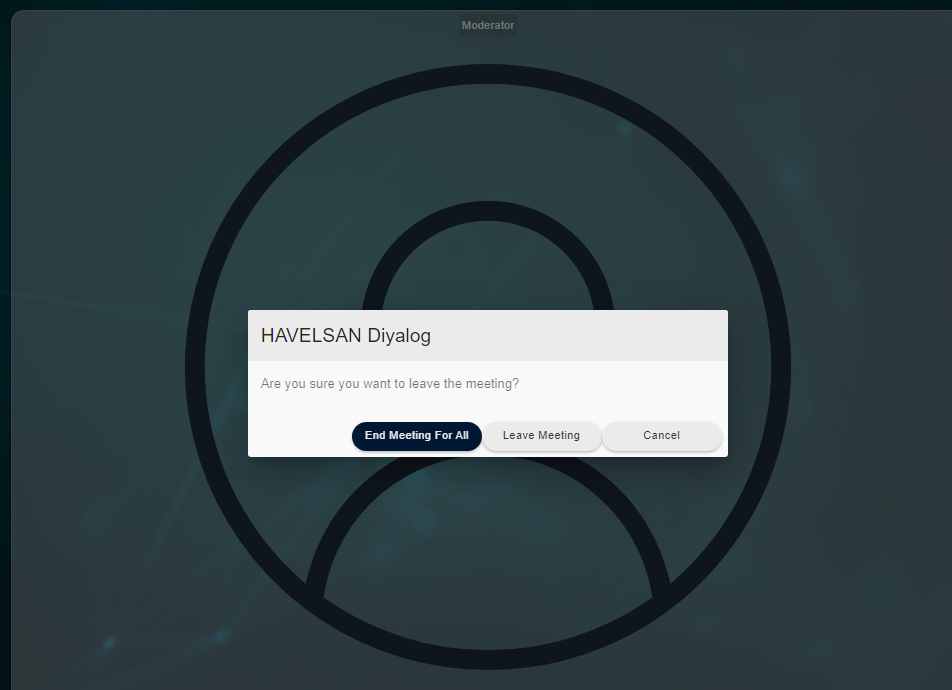 Moderator
HAVELSAN Diyalog
Are you sure you want to leave the meeting?
End Meeting For All Leave Meeting Cancel